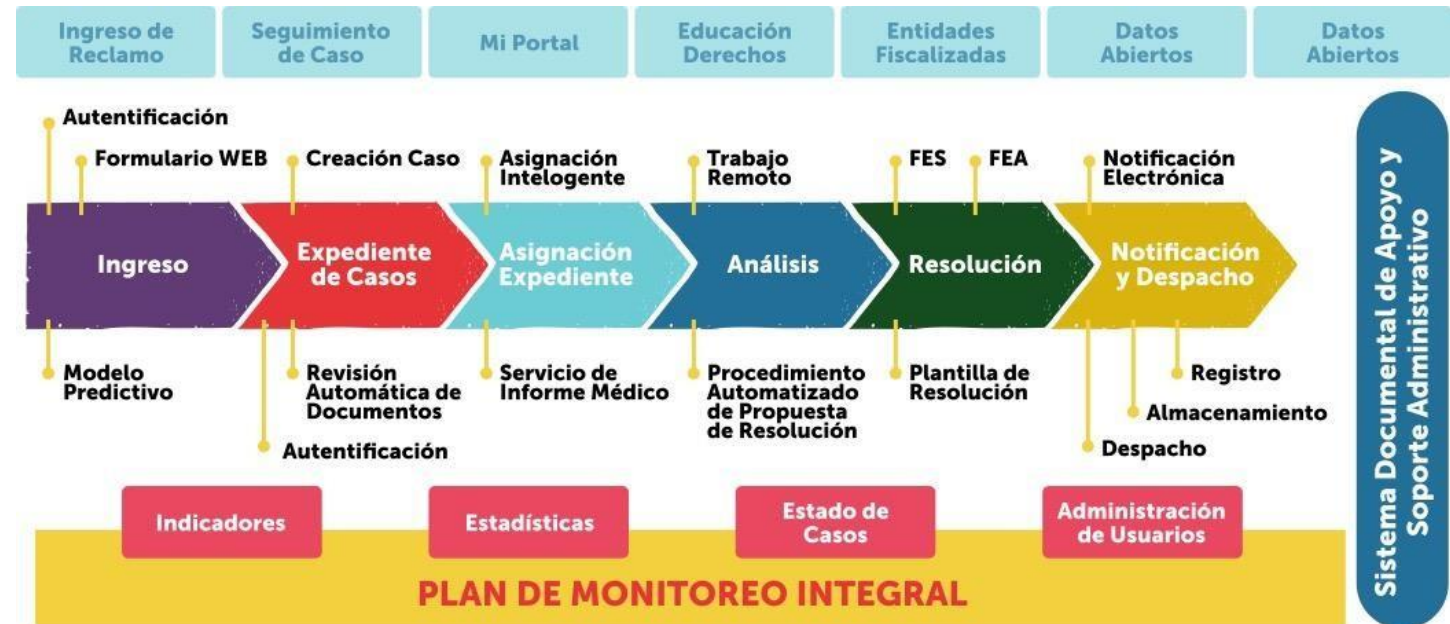 Ingreso de
Reclamo
Seguimiento
de Caso
Mi Portal
Educación
Derechos
Entidades
Fiscalizadas
Datos
Abiertos
Datos
Abiertos
Autentificación
Formulario WEB
Creación Caso
Asignación
Intelogente
Trabajo
Remoto
FES
FEA
Notificación
Electrónica
Ingreso
Expediente
de Casos
Asignación
Expediente
Análisis
Resolución
Notificación
y Despacho
Modelo
Predictivo
Revisión
Automática de
Documentos
Autentificación
Servicio de
Informe Médico
Procedimiento
Automatizado
de Propuesta
de Resolución
Plantilla de
Resolución
Registro
Almacenamiento
Despacho
Indicadores
Estadísticas
Estado de
Casos
Administración
de Usuarios
PLAN DE MONITOREO INTEGRAL
Sistema Documental de Apoyo y
Soporte Administrativo